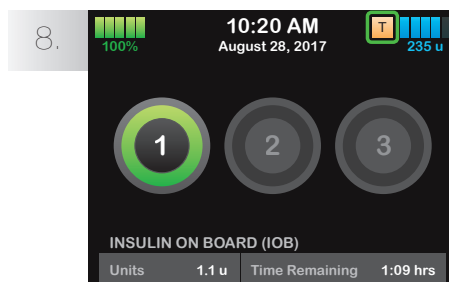 8.
10:20 AM
T
100%
August 28, 2017
235 u
1
2
3
INSULIN ON BOARD (IOB)
Units 1.1 u Time Remaining 1:09 hrs